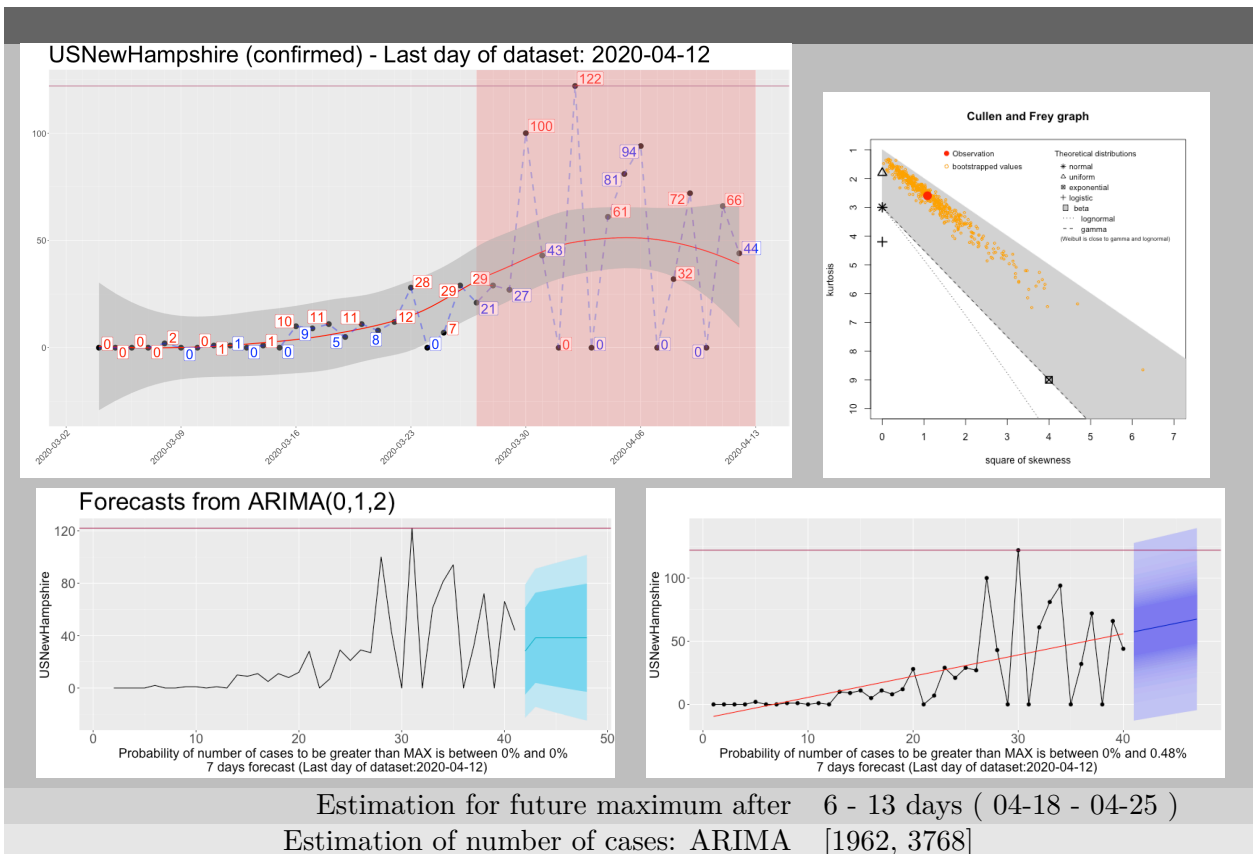 USNewHampshire (confirmed) - Last day of dataset: 2020-04-12
122
100
100
94
81
72
66
61
50
43
44
32
28
29
29
27
21
10
11
11
12
9
5
8
7
0
0
0
0
2
0
0
1
1
0
1
0
0
0
0
0
0
0
2020-03-02
2020-03-09
2020-03-16
2020-03-23
2020-03-30
2020-04-06
2020-04-13
Cullen and Frey graph
Observation
bootstrapped values
Theoretical distributions
normal
uniform
exponential
logistic
beta
lognormal
gamma
(Weibull is close to gamma and lognormal)
kurtosis
1
2
3
4
5
6
7
8
9
10
0 1 2 3 4 5 6 7
square of skewness
Forecasts from ARIMA(0,1,2)
USNewHampshire
120
80
40
0
0 10 20 30 40 50
Probability of number of cases to be greater than MAX is between 0% and 0%
7 days forecast (Last day of dataset:2020-04-12)
USNewHampshire
100
50
0
0 10 20 30 40
Probability of number of cases to be greater than MAX is between 0% and 0.48%
7 days forecast (Last day of dataset:2020-04-12)
Estimation for future maximum after 6 - 13 days ( 04-18 - 04-25 )
Estimation of number of cases: ARIMA [1962, 3768]